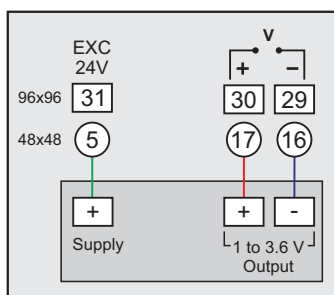 EXC
24V
V
+ −
96x96 31 30 29
48x48 5 17 16
+ + -
Supply
1 to 3.6 V
Output